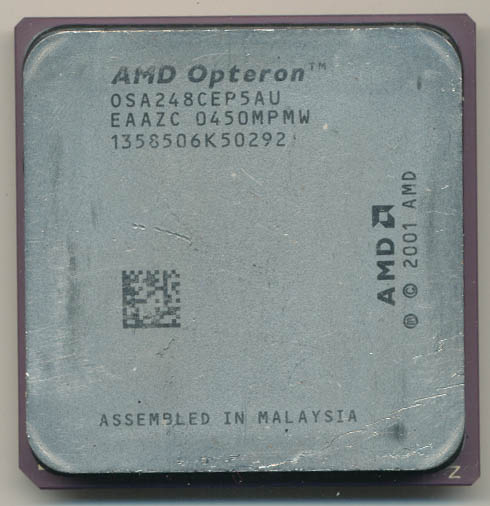 AMD Opteron™
OSA248CEP5AU
EAAZC 0450MPMW
1358506K50292
AMD
® © 2001 AMD
ASSEMBLED IN MALAYSIA
Z